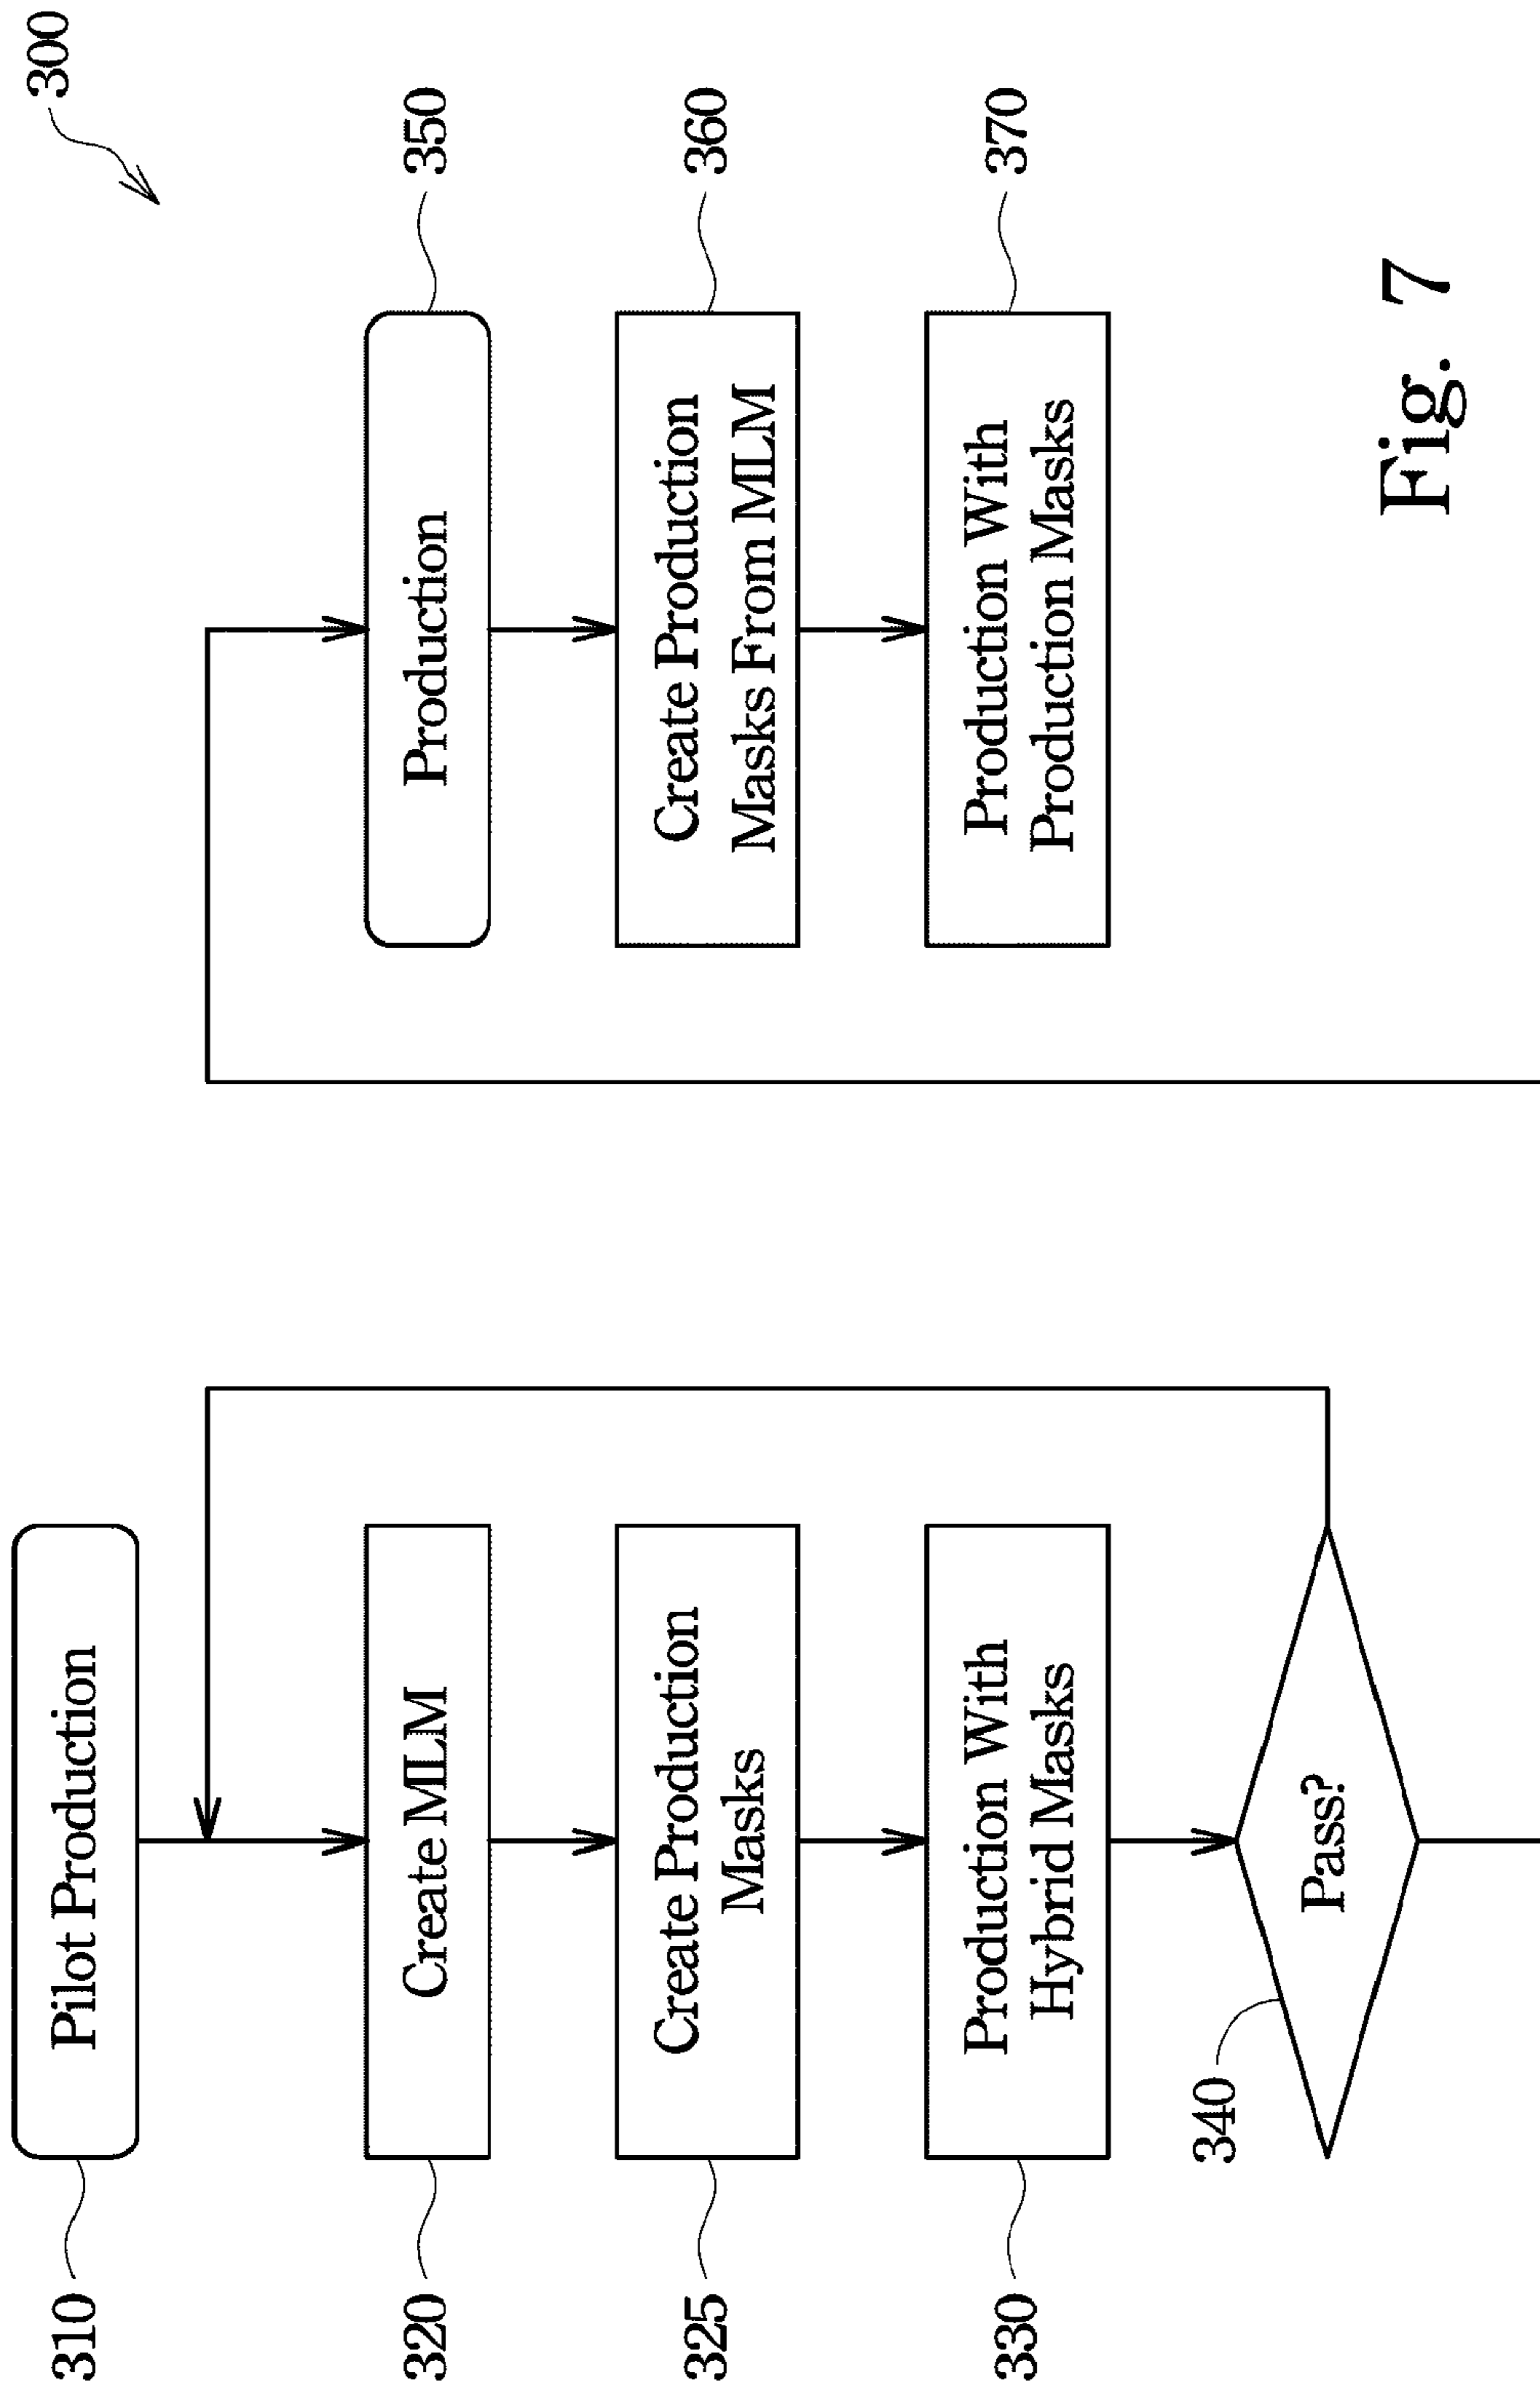 300
310
Pilot Production
320
Create MLM
325
Create Production
Masks
330
Production With
Hybrid Masks
340
Pass?
Production
350
Create Production
Masks From MLM
360
Production With
Production Masks
370
Fig. 7